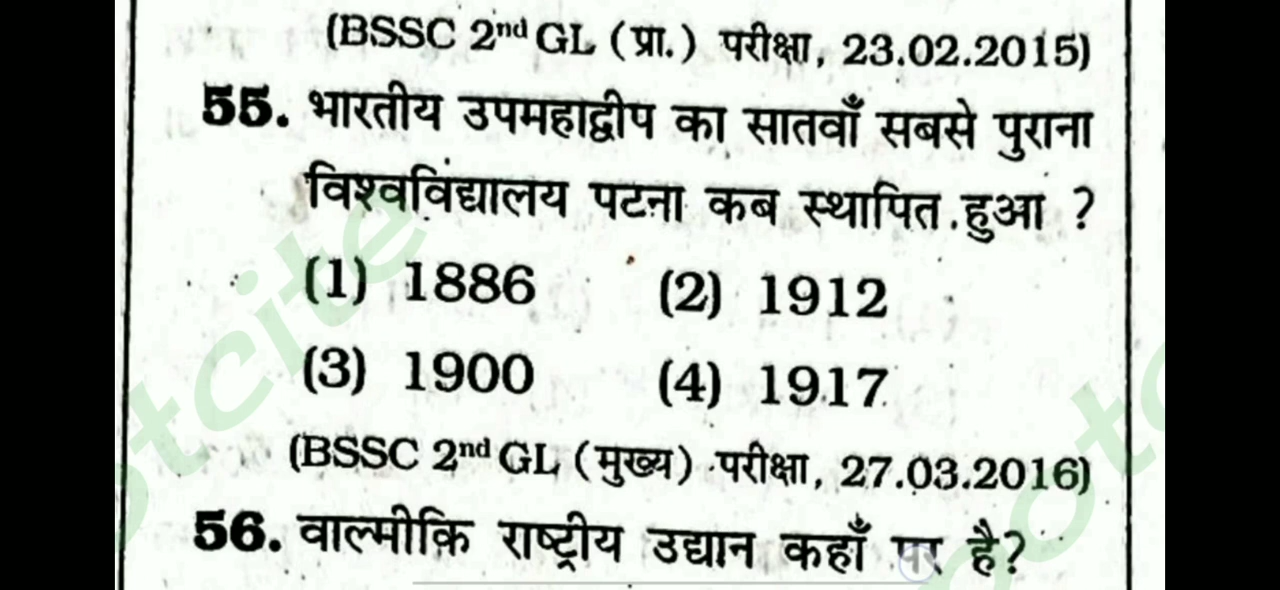 (BSSC 2nd GL (प्रा.) परीक्षा, 23.02.2015)
55. भारतीय उपमहाद्वीप का सातवाँ सबसे पुराना
विश्वविद्यालय पटना कब स्थापित हुआ ?
(1) 1886 (2) 1912
(3) 1900 (4) 1917
(BSSC 2nd GL (मुख्य) परीक्षा, 27.03.2016)
56. वाल्मीकि राष्ट्रीय उद्यान कहाँ पर है?